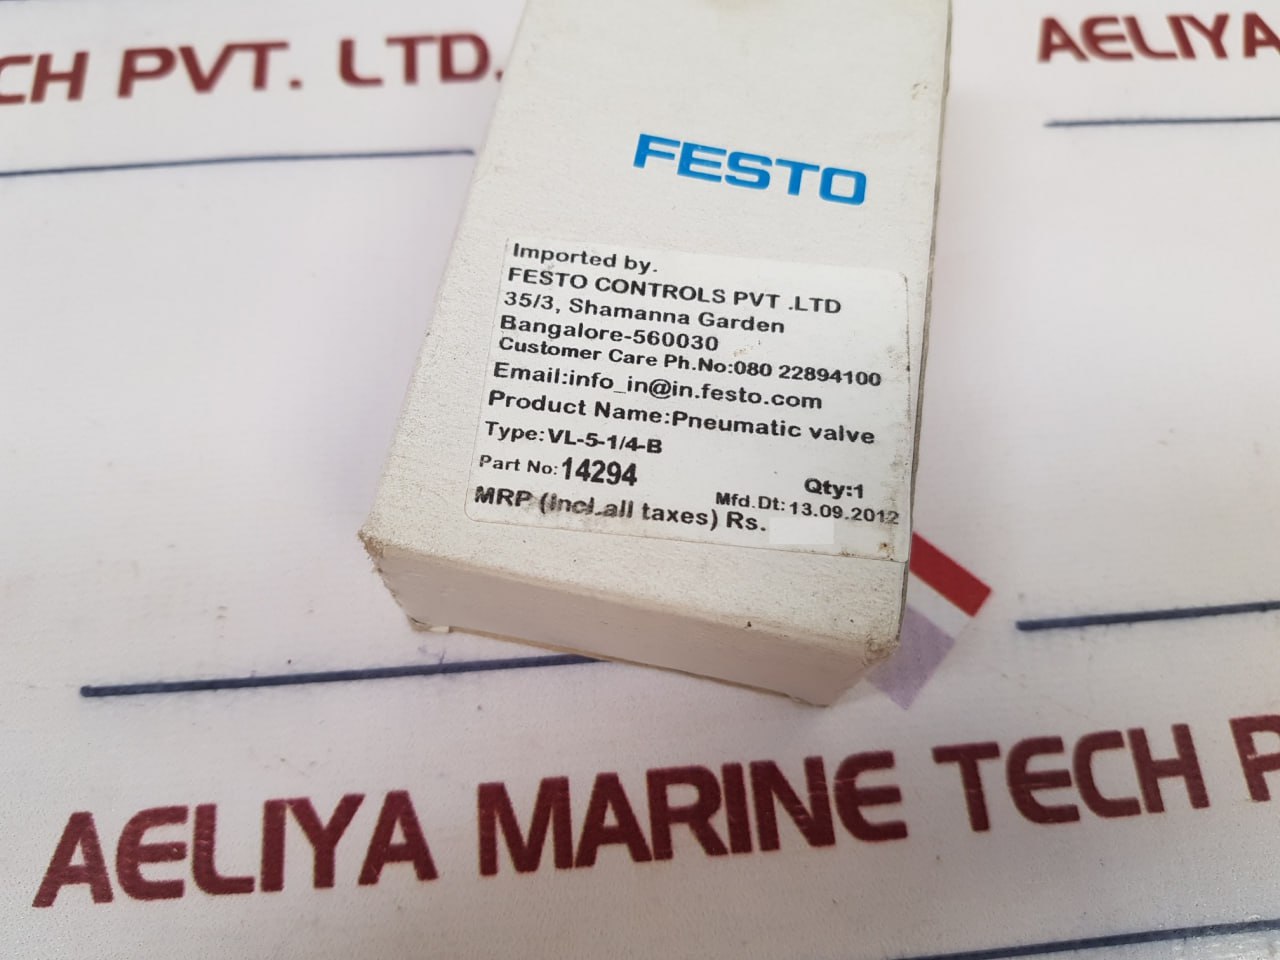 CH PVT. LTD.
AELIYA
FESTO
Imported by.
FESTO CONTROLS PVT .LTD
35/3, Shamanna Garden
Bangalore-560030
Customer Care Ph.No:080 22894100
Email:info_in@in.festo.com
Product Name:Pneumatic valve
Type:VL-5-1/4-B
Part No:14294 Qty:1
Mfd.Dt:13.09.2012
MRP (incl.all taxes) Rs.
AELIYA MARINE TECH P